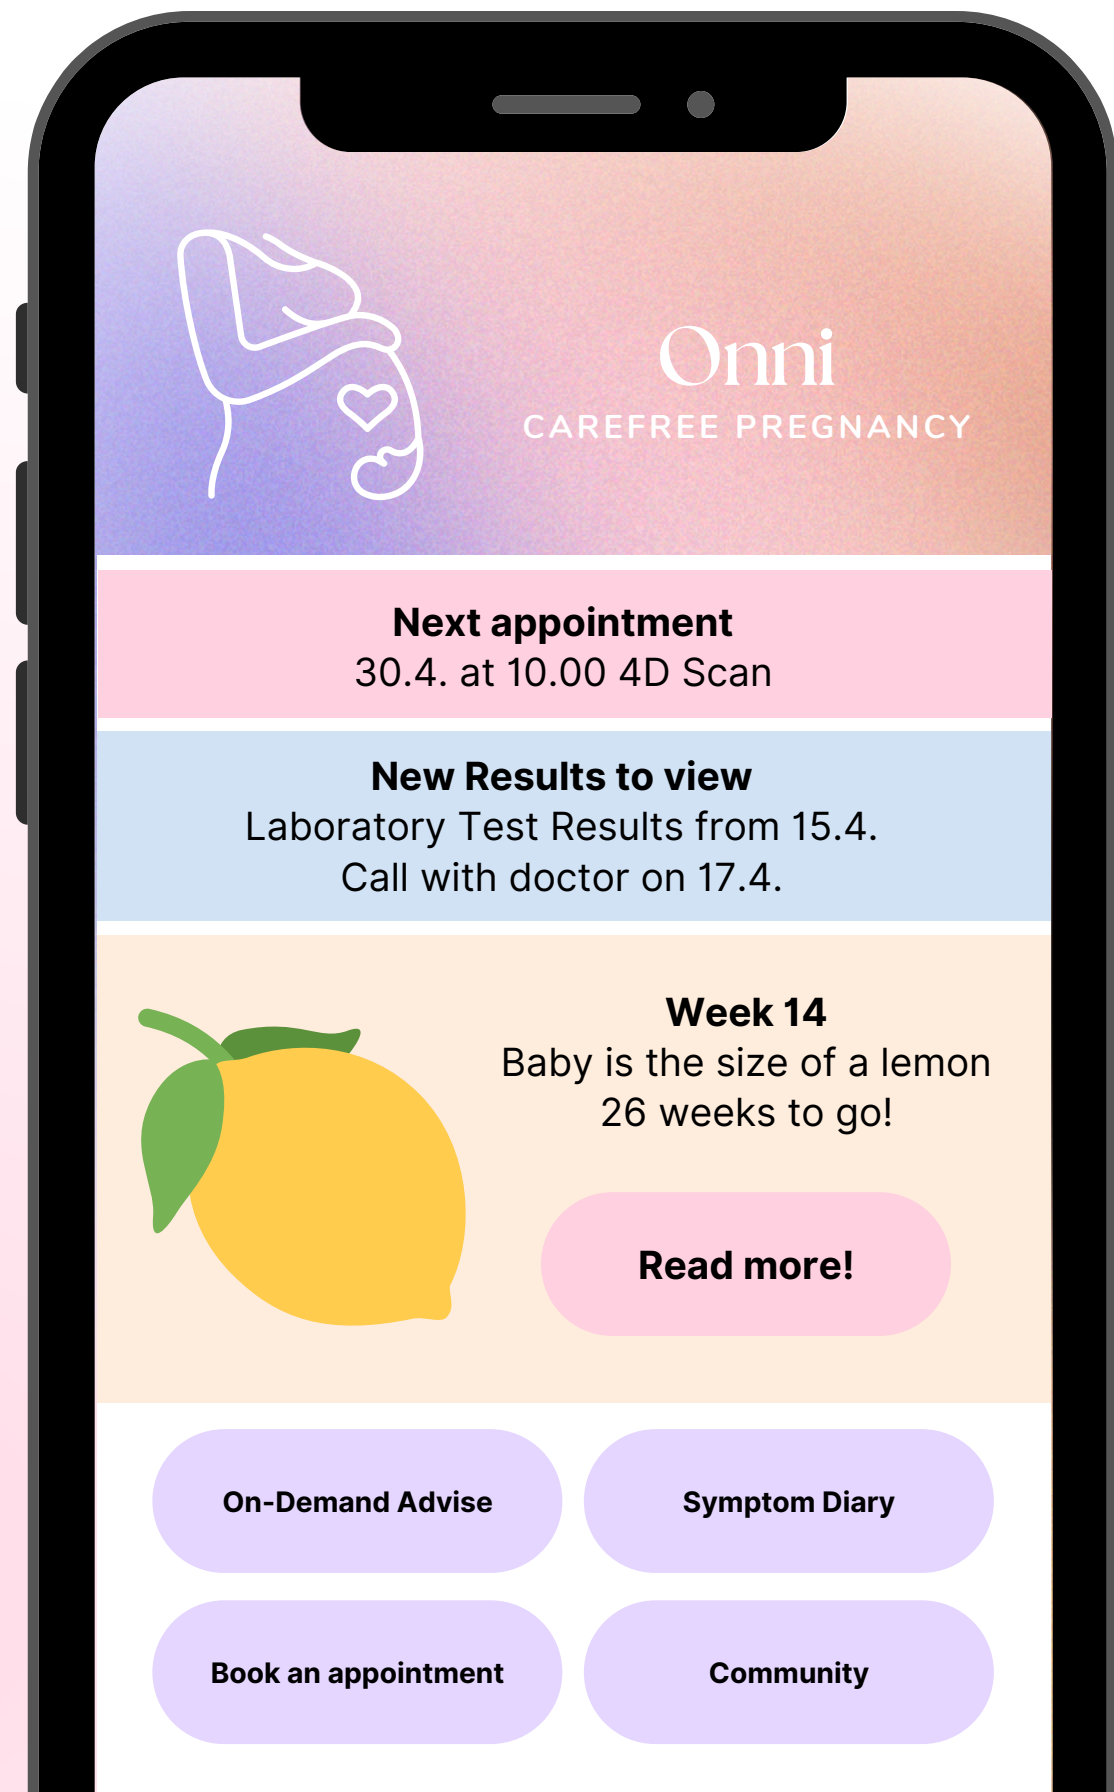 Onni
CAREFREE PREGNANCY
Next appointment
30.4. at 10.00 4D Scan
New Results to view
Laboratory Test Results from 15.4.
Call with doctor on 17.4.
Week 14
Baby is the size of a lemon
26 weeks to go!
Read more!
On-Demand Advise
Symptom Diary
Book an appointment
Community